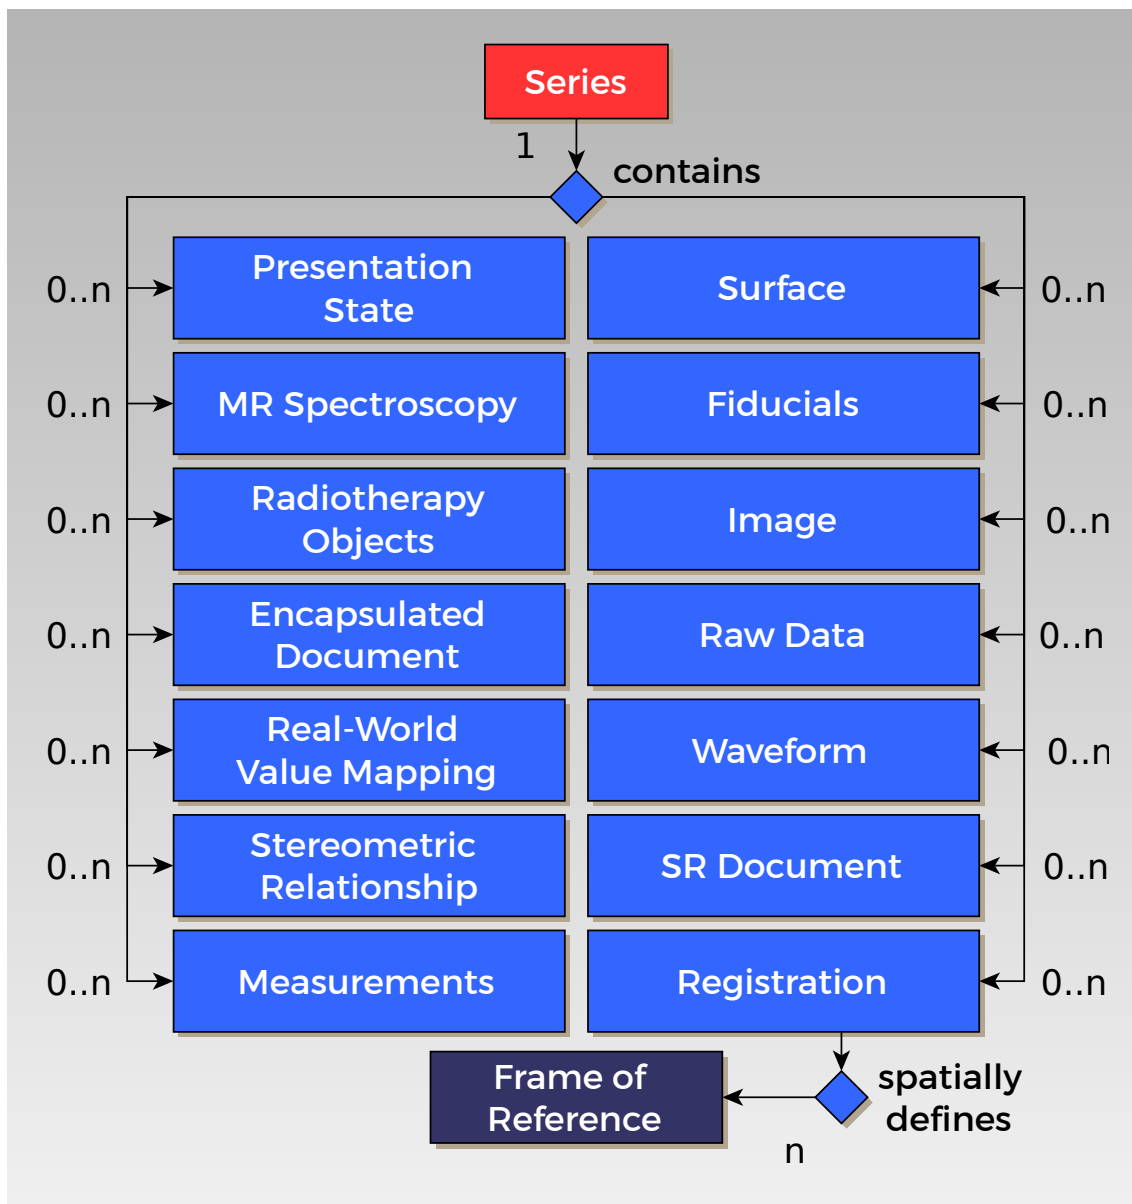 Series
1
contains
0..n
Presentation
State
Surface
0..n
0..n
MR Spectroscopy
Fiducials
0..n
0..n
Radiotherapy
Objects
Image
0..n
0..n
Encapsulated
Document
Raw Data
0..n
0..n
Real-World
Value Mapping
Waveform
0..n
0..n
Stereometric
Relationship
SR Document
0..n
0..n
Measurements
Registration
0..n
Frame of
Reference
spatially
defines
n